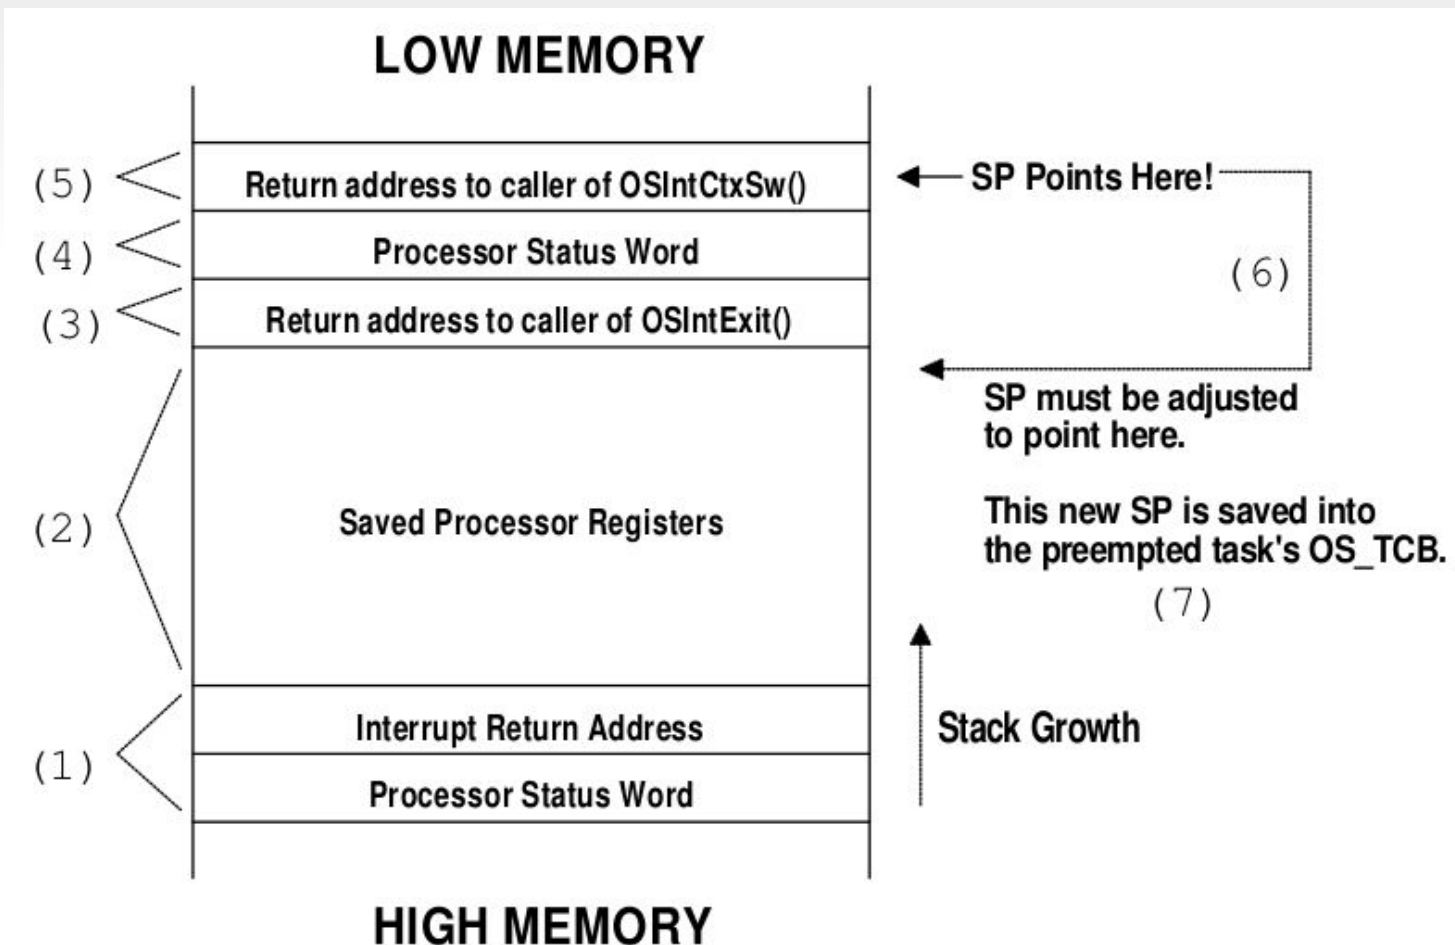 LOW MEMORY
(5)
Return address to caller of OSIntCtxSw()
SP Points Here!
(4)
Processor Status Word
(6)
(3)
Return address to caller of OSIntExit()
SP must be adjusted
to point here.
(2)
Saved Processor Registers
This new SP is saved into
the preempted task's OS_TCB.
(7)
(1)
Interrupt Return Address
Stack Growth
Processor Status Word
HIGH MEMORY